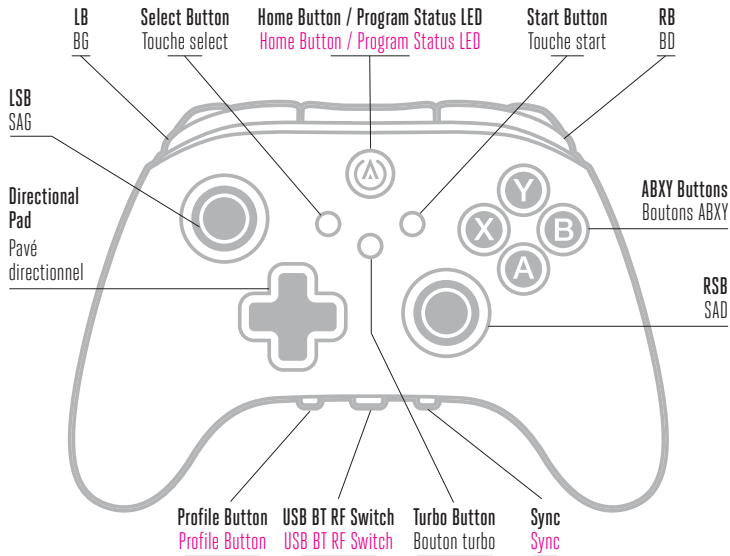 LB
BG
Select Button
Touche select
Home Button / Program Status LED
Home Button / Program Status LED
Start Button
Touche start
RB
BD
LSB
SAG
Directional
Pad
Pavé
directionnel
Y
X
B
A
ABXY Buttons
Boutons ABXY
RSB
SAD
Profile Button
Profile Button
USB BT RF Switch
USB BT RF Switch
Turbo Button
Bouton turbo
Sync
Sync